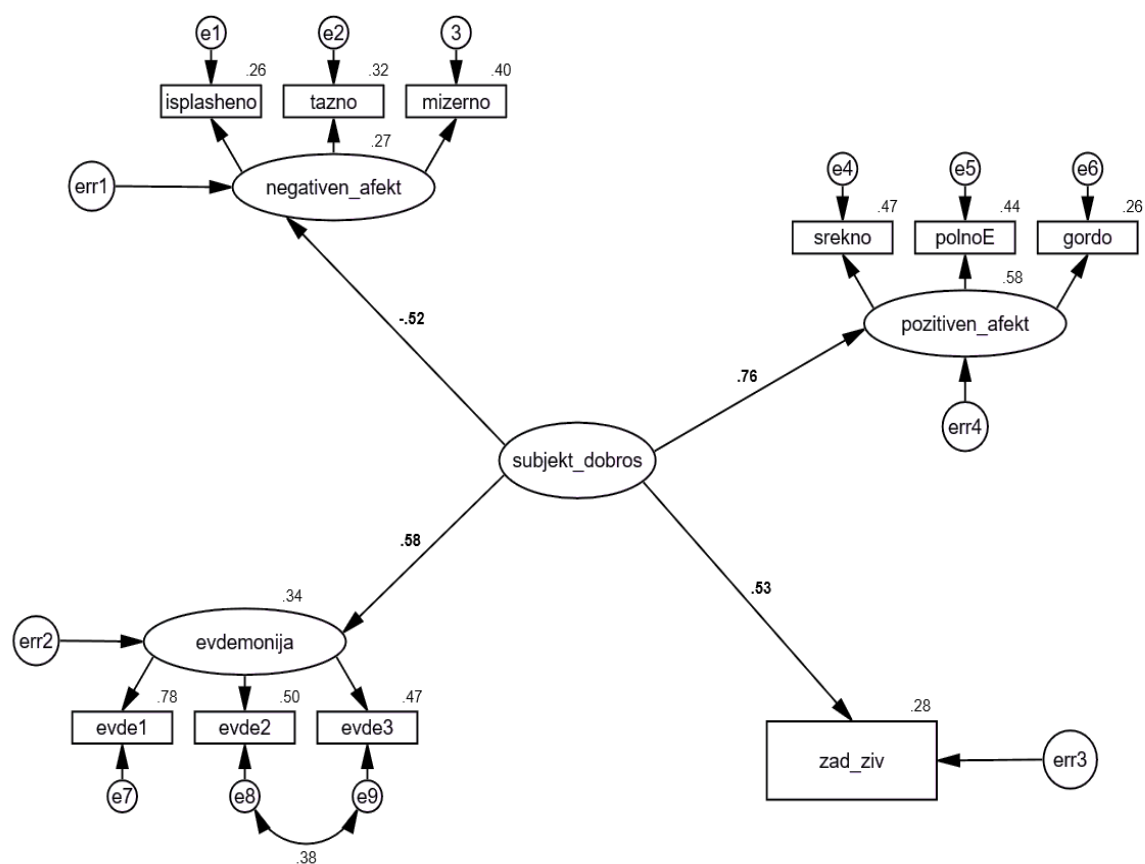 e1
e2
3
.26
.32
.40
isplasheno
tazno
mizerno
.27
err1
negativen_afekt
e4
e5
e6
.47
.44
.26
srekno
polnoE
gordo
.58
pozitiven_afekt
-.52
.76
err4
subjekt_dobros
.58
.53
.34
err2
evdemonija
.78
.50
.47
evde1
evde2
evde3
.28
zad_ziv
err3
e7
e8
e9
.38